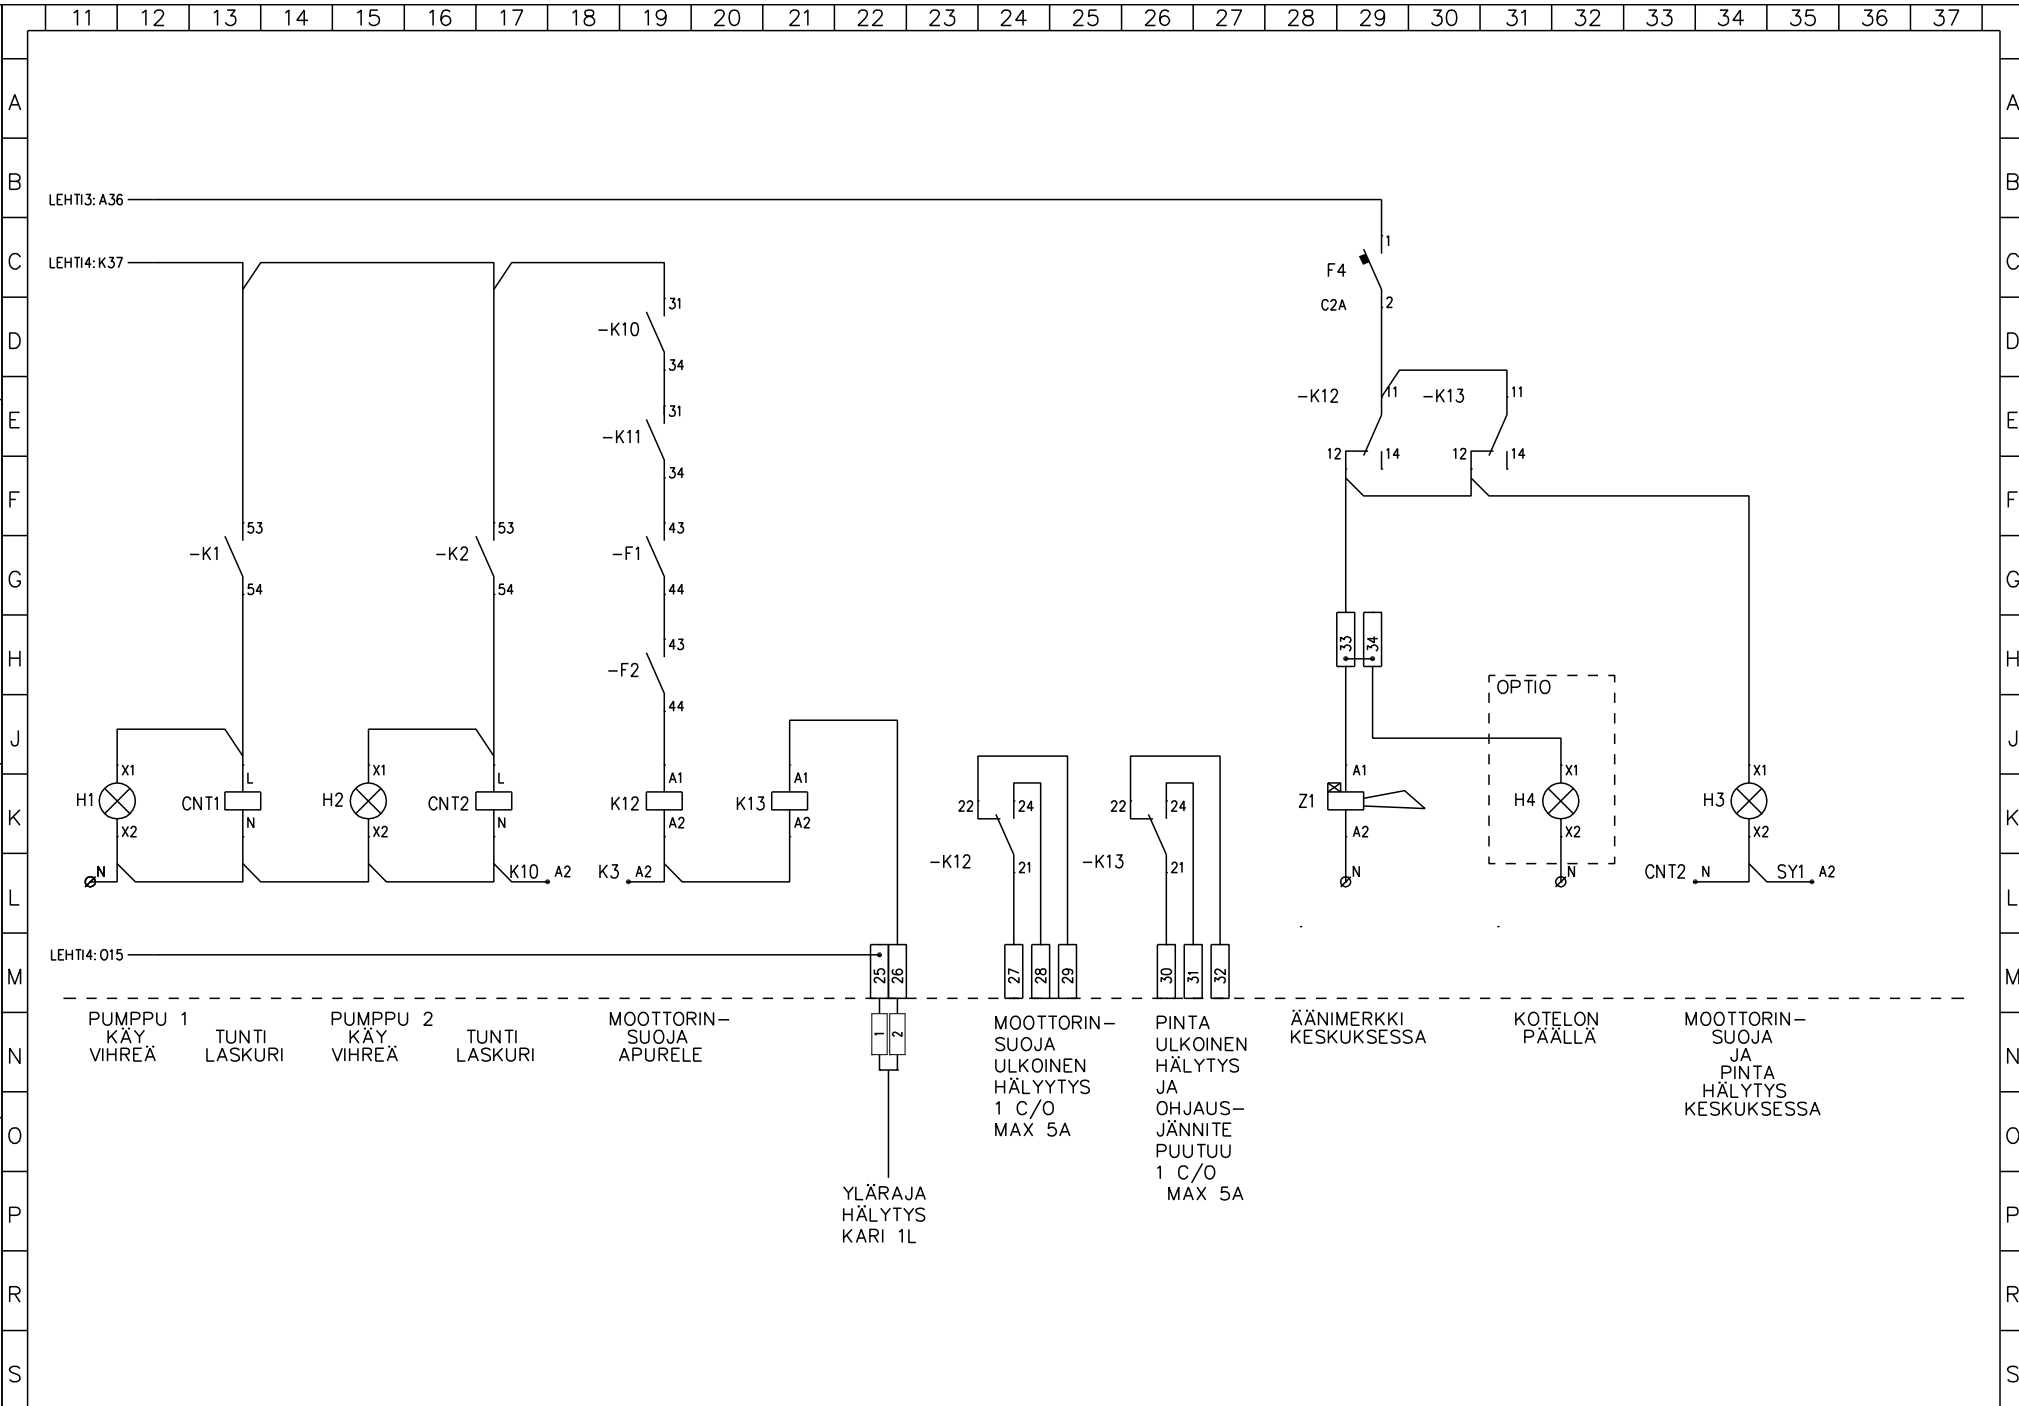 11 12 13 14 15 16 17 18 19 20 21 22 23 24 25 26 27 28 29 30 31 32 33 34 35 36 37
A A
B B
LEHTI3:A36
1
LEHTI4:K37
C C
F4
C2A 2
31
-K10
D D
34
-K12 11 -K13 11
31
E E
-K11
12 14 12 14
34
F F
53 53 43
-K1 -K2 -F1
G G
54 54 44
43
33 34
H H
-F2
OPTIO
44
J J
X1 L X1 L A1 A1 A1 X1 X1
H1 CNT1 H2 CNT2 K12 K13 22 24 22 24 Z1 H4 H3
K K
X2 N X2 N A2 A2 A2 X2 X2
-K12 21 -K13 21
N K10 A2 K3 A2 N N CNT2 N SY1 A2
L L
LEHTI4:O15
25 26 27 28 29 30 31 32
M M
1 2
N N
PUMPPU 1
KÄY
VIHREÄ
TUNTI
LASKURI
PUMPPU 2
KÄY
VIHREÄ
TUNTI
LASKURI
MOOTTORIN-
SUOJA
APURELE
MOOTTORIN-
SUOJA
ULKOINEN
HÄLYYTYS
1 C/O
MAX 5A
PINTA
ULKOINEN
HÄLYTYS
JA
OHJAUS-
JÄNNITE
PUUTUU
1 C/O
MAX 5A
ÄÄNIMERKKI
KESKUKSESSA
KOTELON
PÄÄLLÄ
MOOTTORIN-
SUOJA
JA
PINTA
HÄLYTYS
KESKUKSESSA
O O
YLÄRAJA
HÄLYTYS
KARI 1L
P P
R R
S S